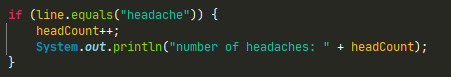 if (line.equals("headache")) {
    headCount++;
    System.out.println("number of headaches: " + headCount);
}